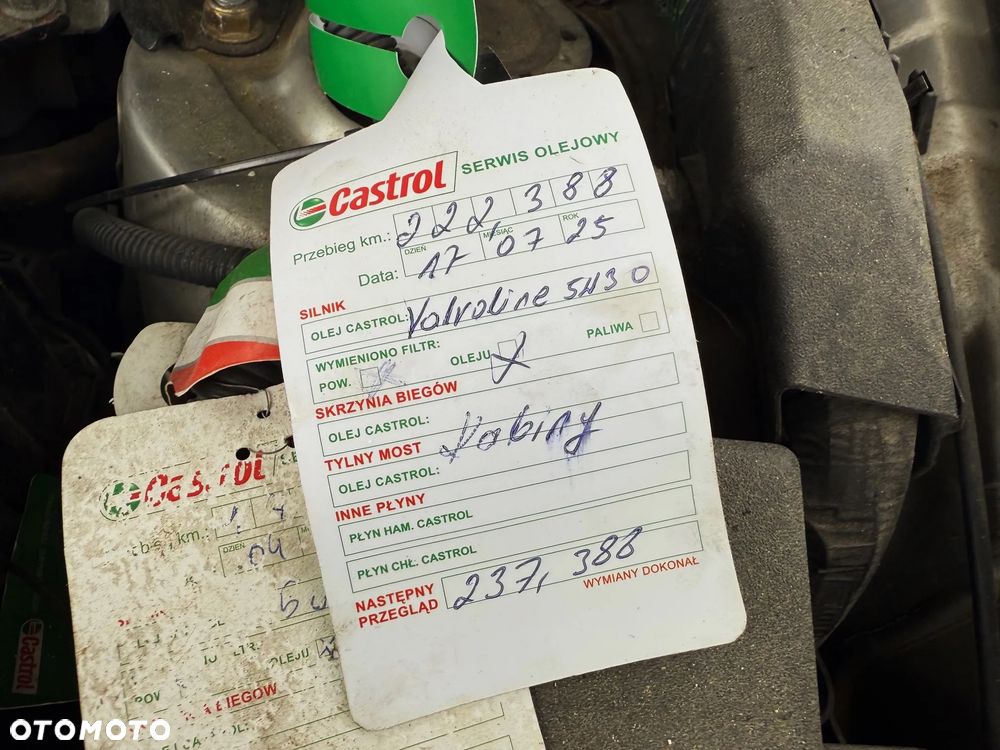 Castrol SERWIS OLEJOWY
Przebieg km.: 222,388
DZIEŃ MIESIĄC ROK
Data: 17 07 25
SILNIK
OLEJ CASTROL: Valvoline 5W30
WYMIENIONO FILTR:
POW. X OLEJU X PALIWA
SKRZYNIA BIEGÓW
OLEJ CASTROL:
Kabiny
TYLNY MOST
OLEJ CASTROL:
INNE PŁYNY
PŁYN HAM. CASTROL
PŁYN CHŁ. CASTROL
NASTĘPNY
PRZEGLĄD 237,388
WYMIANY DOKONAŁ
km.:
DZIEŃ
04
OLEJU
POW
BIEGÓW
Castrol
OTOMOTO